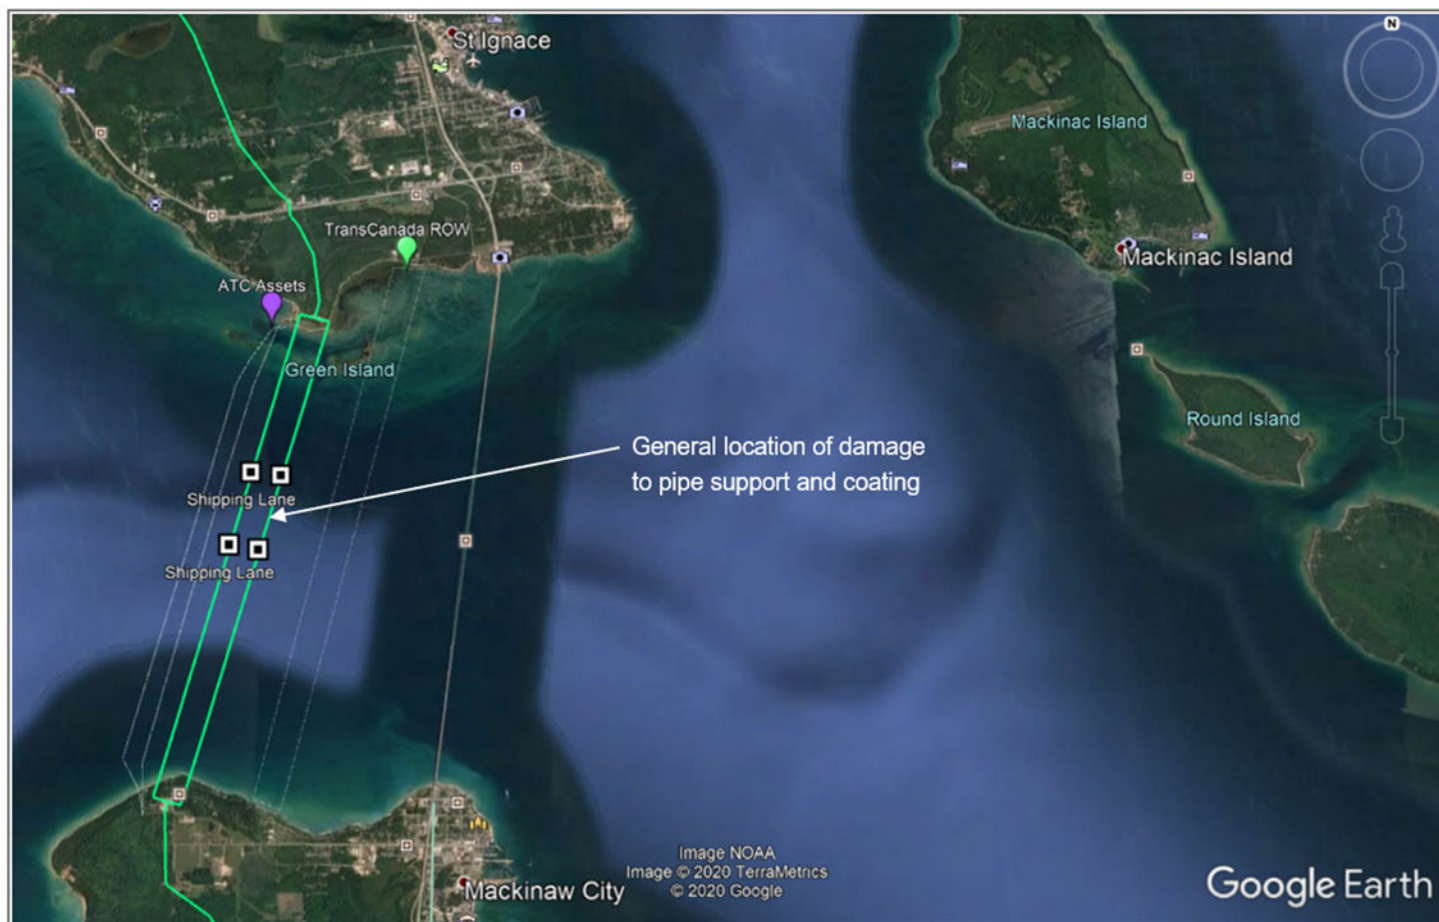 N
St Ignace
Mackinac Island
TransCanada ROW
Mackinac Island
ATC Assets
Green Island
Round Island
General location of damage
to pipe support and coating
Shipping Lane
Shipping Lane
Image NOAA
Image © 2020 TerraMetrics
© 2020 Google
Mackinaw City
Google Earth